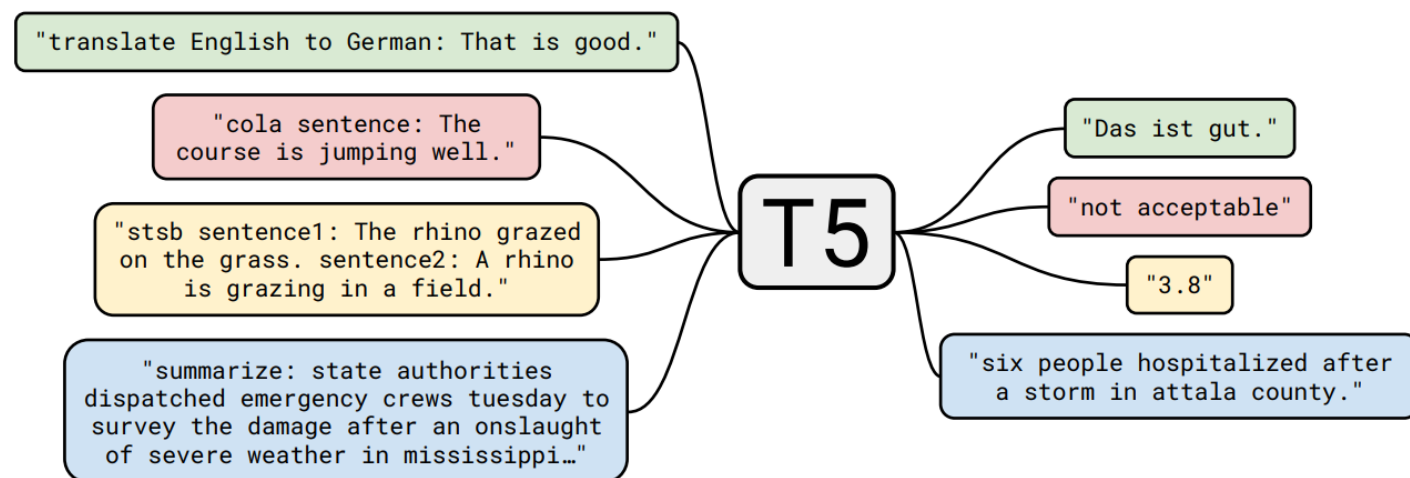 "translate English to German: That is good."
"cola sentence: The
course is jumping well."
"stsb sentence1: The rhino grazed
on the grass. sentence2: A rhino
is grazing in a field."
"summarize: state authorities
dispatched emergency crews tuesday to
survey the damage after an onslaught
of severe weather in mississippi…"
T5
"Das ist gut."
"not acceptable"
"3.8"
"six people hospitalized after
a storm in attala county."